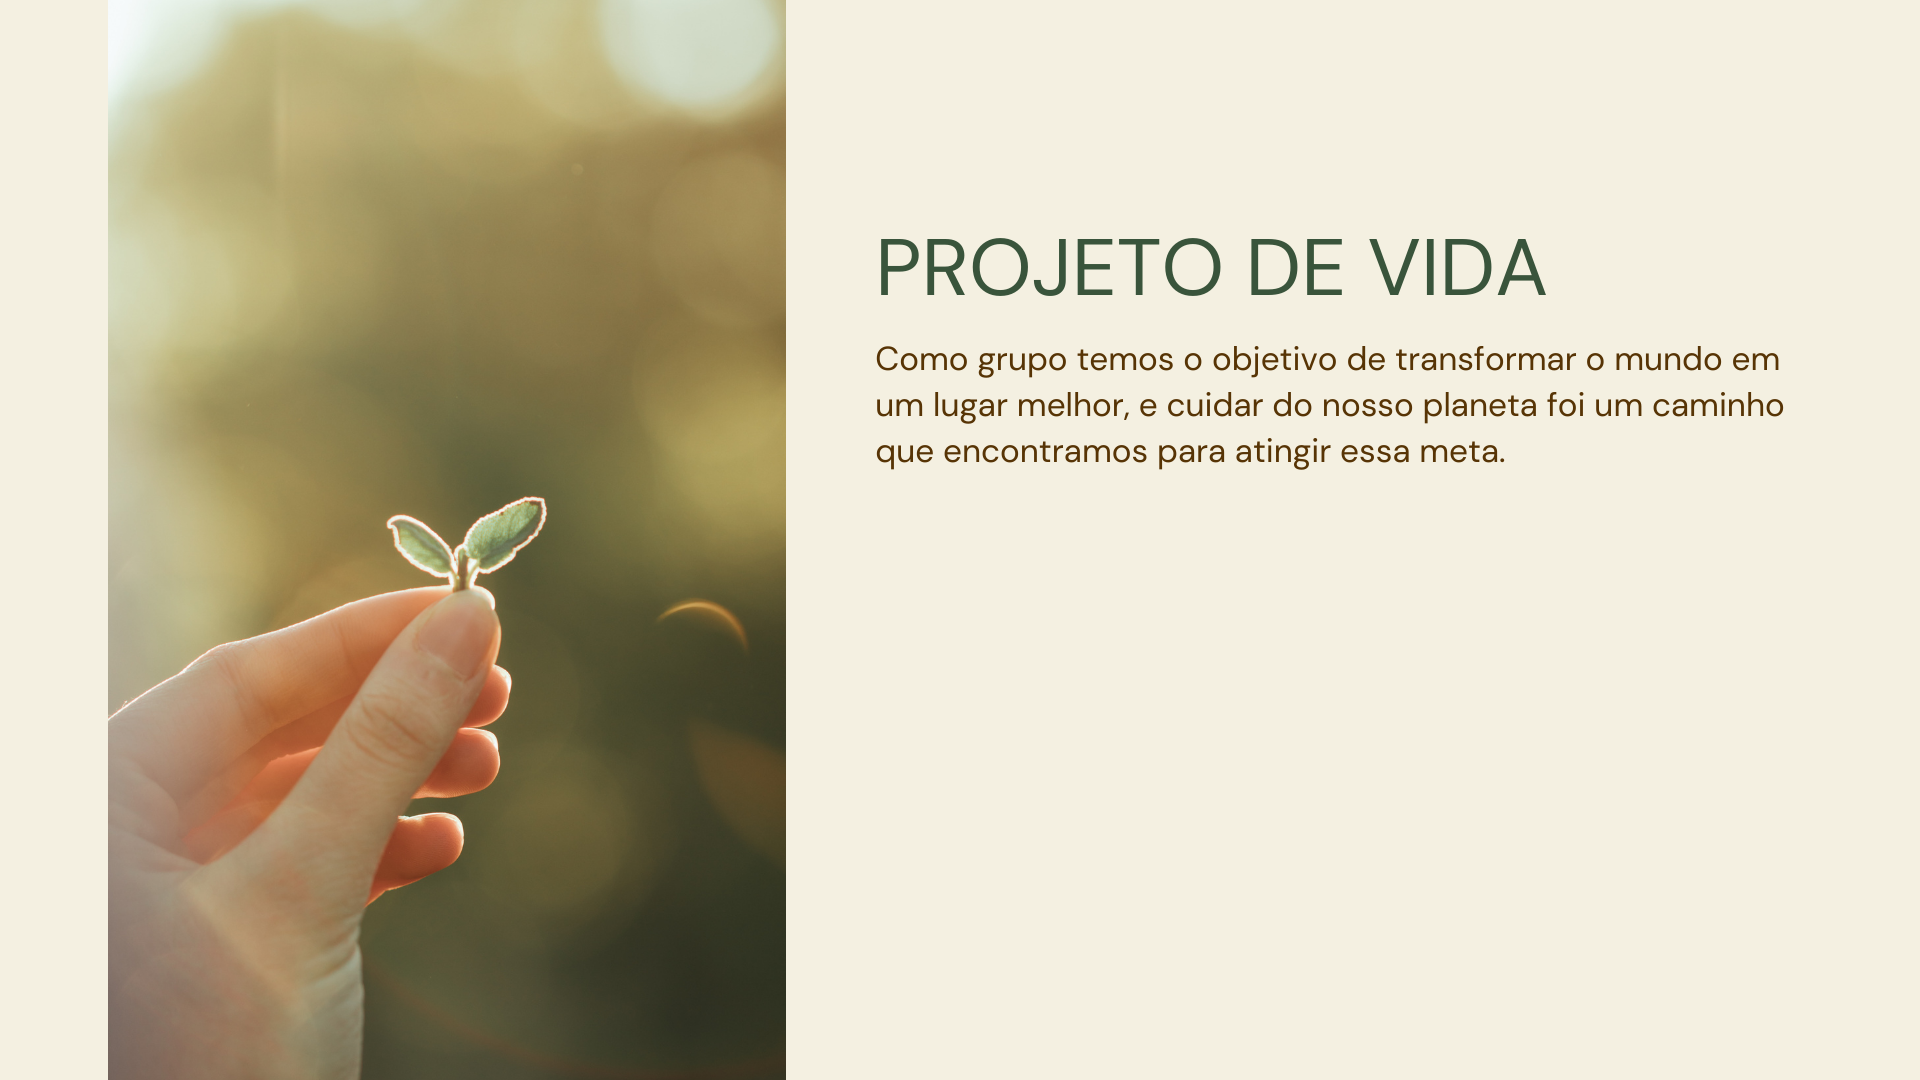 PROJETO DE VIDA
Como grupo temos o objetivo de transformar o mundo em
um lugar melhor, e cuidar do nosso planeta foi um caminho
que encontramos para atingir essa meta.